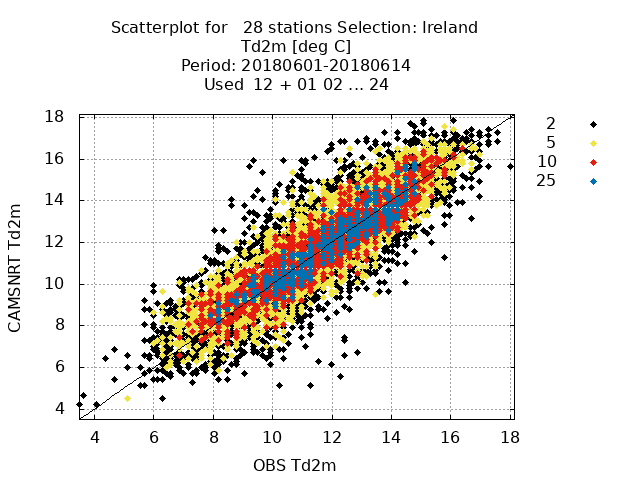 Scatterplot for   28 stations Selection: Ireland
Td2m [deg C]
Period: 20180601-20180614
Used  12 + 01 02 ... 24
18
16
14
12
10
8
6
4
CAMSNRT Td2m
4 6 8 10 12 14 16 18
OBS Td2m
2
5
10
25